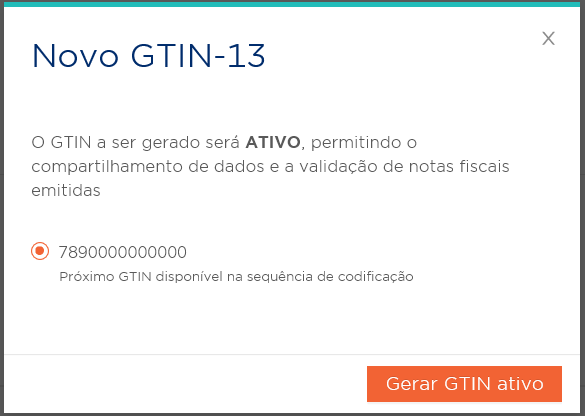 Novo GTIN-13
X
O GTIN a ser gerado será ATIVO, permitindo o
compartilhamento de dados e a validação de notas fiscais
emitidas
7890000000000
Próximo GTIN disponível na sequência de codificação
Gerar GTIN ativo